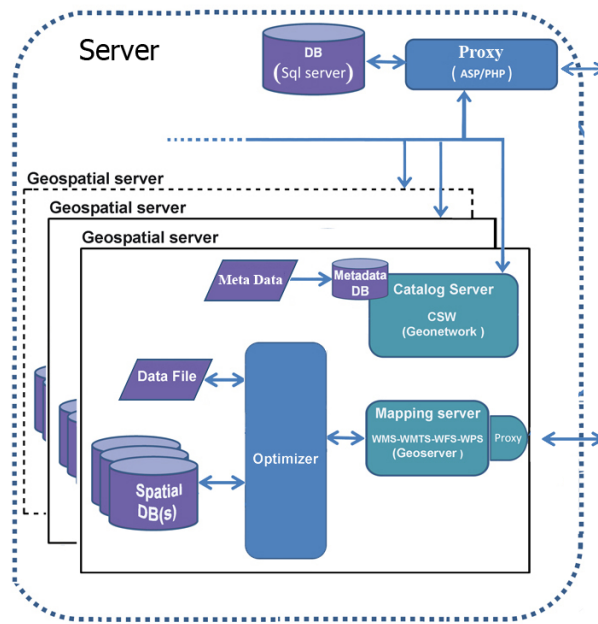 Server
DB
(Sql server)
Proxy
( ASP/PHP )
Geospatial server
Geospatial server
Geospatial server
Meta Data
Metadata
DB
Catalog Server
CSW
(Geonetwork )
Data File
Optimizer
Mapping server
WMS-WMTS-WFS-WPS
(Geoserver )
Proxy
Spatial
DB(s)